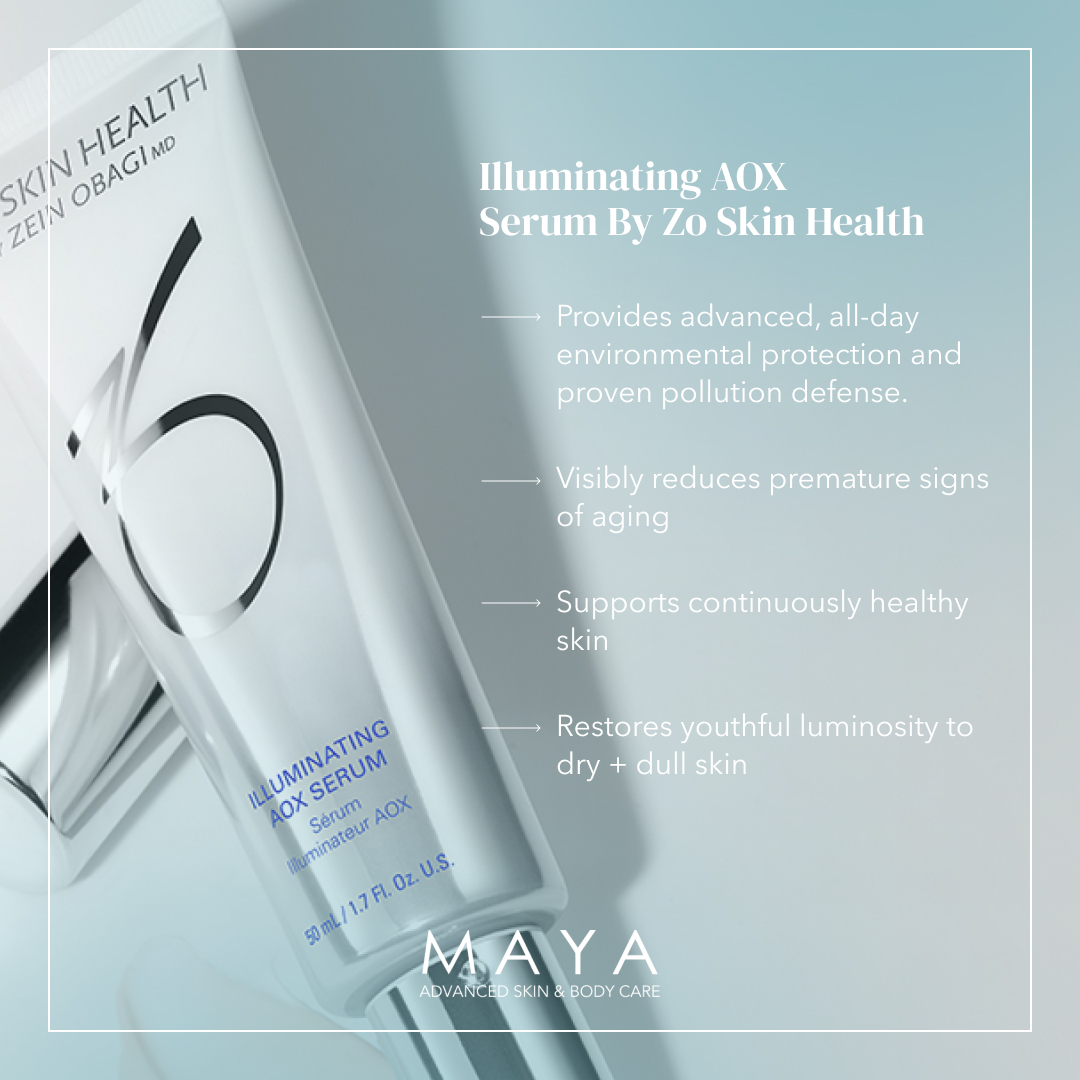 SKIN HEALTH
ZEIN OBAGI MD
Illuminating AOX
Serum By Zo Skin Health
Provides advanced, all-day
environmental protection and
proven pollution defense.
Visibly reduces premature signs
of aging
Supports continuously healthy
skin
Restores youthful luminosity to
dry + dull skin
ILLUMINATING
AOX SERUM
Sérum
Illuminateur AOX
50 mL / 1.7 Fl. Oz. U.S.
MAYA
ADVANCED SKIN & BODY CARE